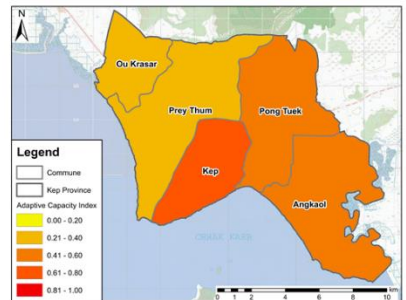 N
Ou Krasar
Prey Thum
Pong Tuek
Kep
Angkaol
Legend
Commune
Kep Province
Adaptive Capacity Index
0.00 - 0.20
0.21 - 0.40
0.41 - 0.60
0.61 - 0.80
0.81 - 1.00
0 1 2 4 6 8 10
km